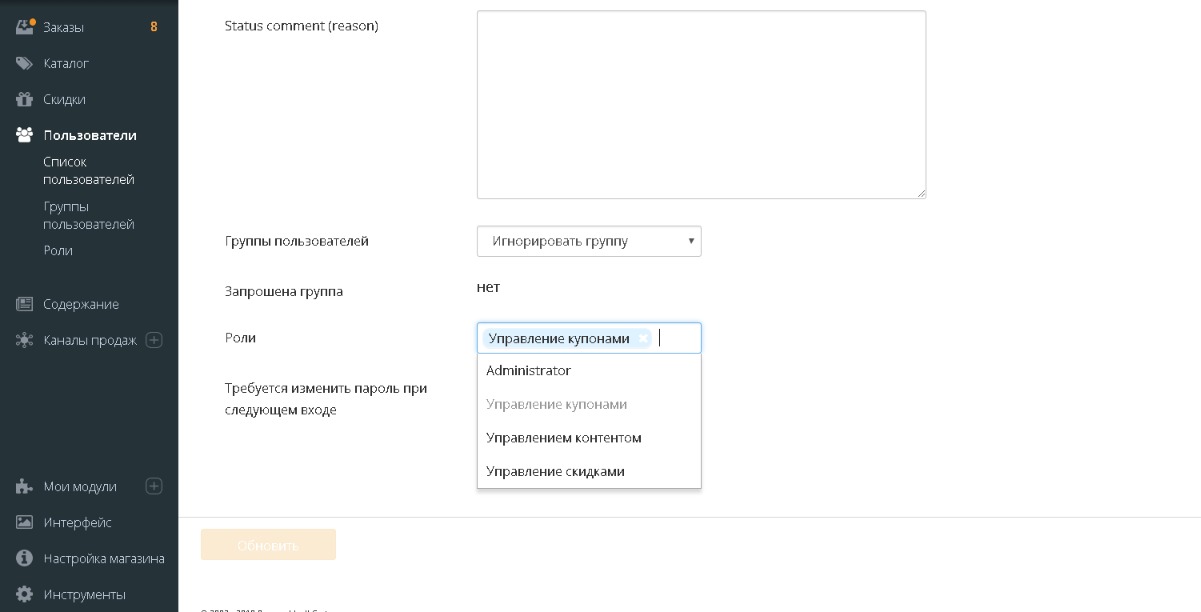 Заказы 8
Каталог
Скидки
Пользователи
Список
пользователей
Группы
пользователей
Роли
Содержание
Каналы продаж
Мои модули
Интерфейс
Настройка магазина
Инструменты
Status comment (reason)
Группы пользователей
Игнорировать группу
Запрошена группа
нет
Роли
Управление купонами
Administrator
Управление купонами
Управлением контентом
Управление скидками
Требуется изменить пароль при
следующем входе
Обновить